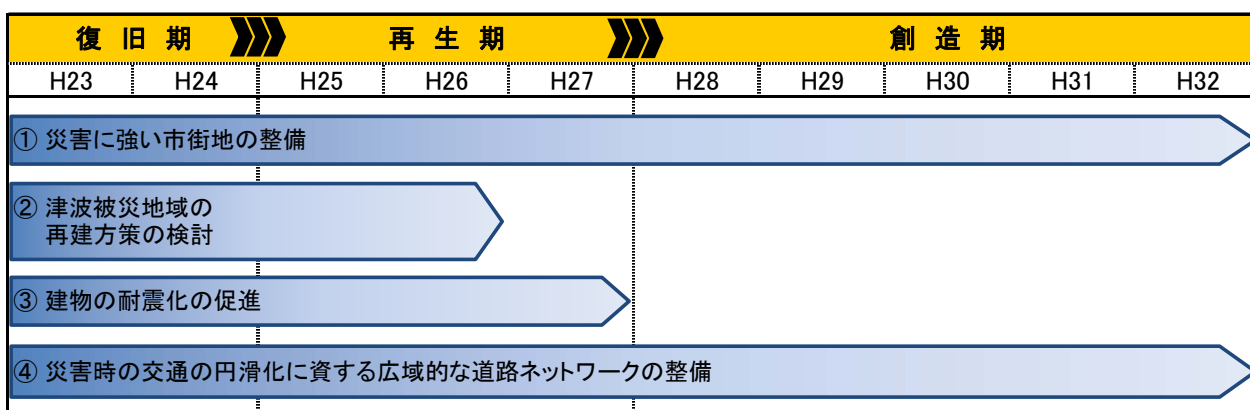 復旧期 再生期 創造期
H23 H24 H25 H26 H27 H28 H29 H30 H31 H32
① 災害に強い市街地の整備
② 津波被災地域の
再建方策の検討
③ 建物の耐震化の促進
④ 災害時の交通の円滑化に資する広域的な道路ネットワークの整備